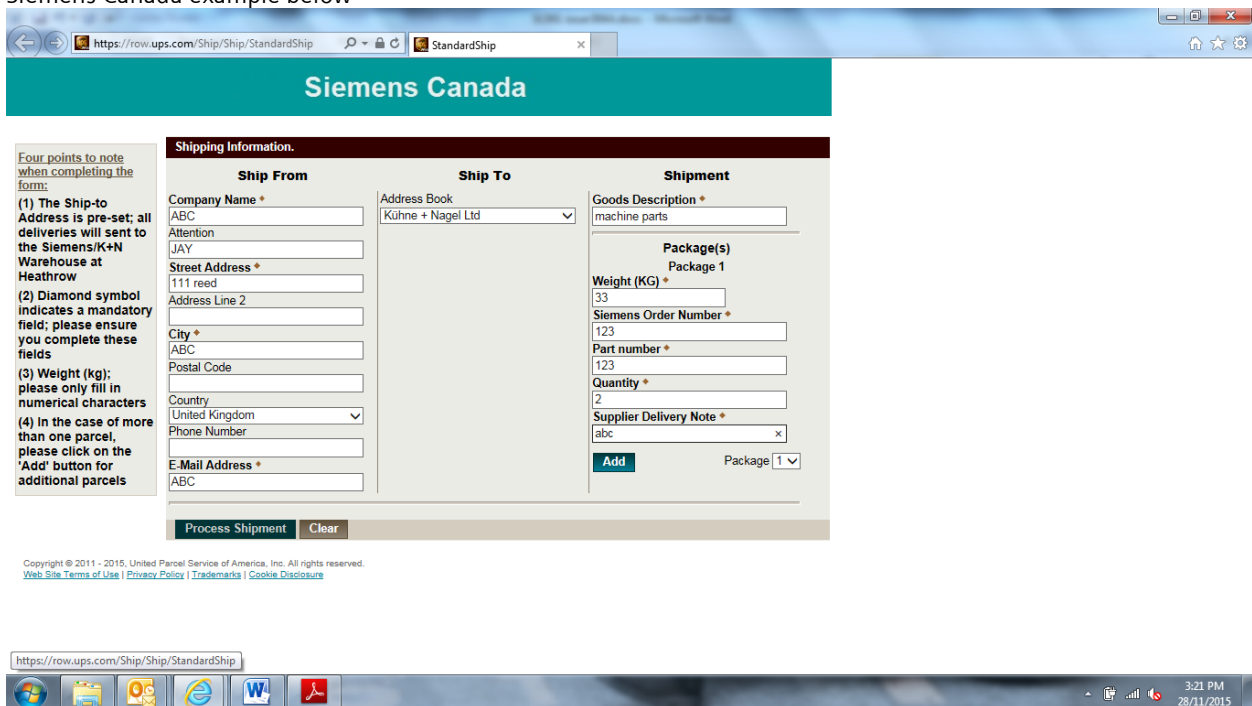 Siemens Canada example below
https://row.ups.com/Ship/Ship/StandardShip
StandardShip
Siemens Canada
Four points to note
when completing the
form:
(1) The Ship-to
Address is pre-set; all
deliveries will sent to
the Siemens/K+N
Warehouse at
Heathrow
(2) Diamond symbol
indicates a mandatory
field; please ensure
you complete these
fields
(3) Weight (kg);
please only fill in
numerical characters
(4) In the case of more
than one parcel,
please click on the
'Add' button for
additional parcels
Shipping Information.
Ship From
Company Name
ABC
Attention
JAY
Street Address
111 reed
Address Line 2
City
ABC
Postal Code
Country
United Kingdom
Phone Number
E-Mail Address
ABC
Ship To
Address Book
Kühne + Nagel Ltd
Shipment
Goods Description
machine parts
Package(s)
Package 1
Weight (KG)
33
Siemens Order Number
123
Part number
123
Quantity
2
Supplier Delivery Note
abc
Add
Package 1
Process Shipment Clear
Copyright © 2011 - 2015, United Parcel Service of America, Inc. All rights reserved.
Web Site Terms of Use | Privacy Policy | Trademarks | Cookie Disclosure
https://row.ups.com/Ship/Ship/StandardShip
3:21 PM
28/11/2015